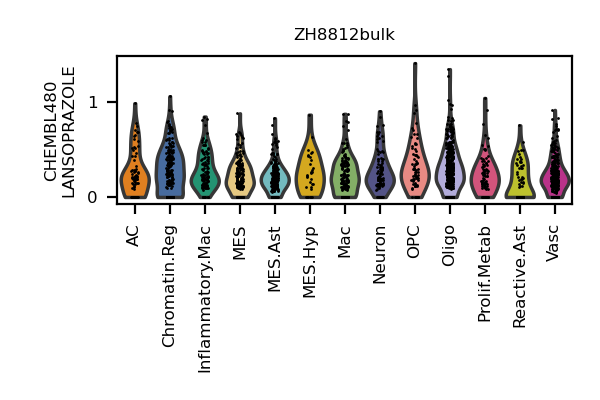 ZH8812bulk
CHEMBL480
LANSOPRAZOLE
1
0
AC
Chromatin.Reg
Inflammatory.Mac
MES
MES.Ast
MES.Hyp
Mac
Neuron
OPC
Oligo
Prolif.Metab
Reactive.Ast
Vasc